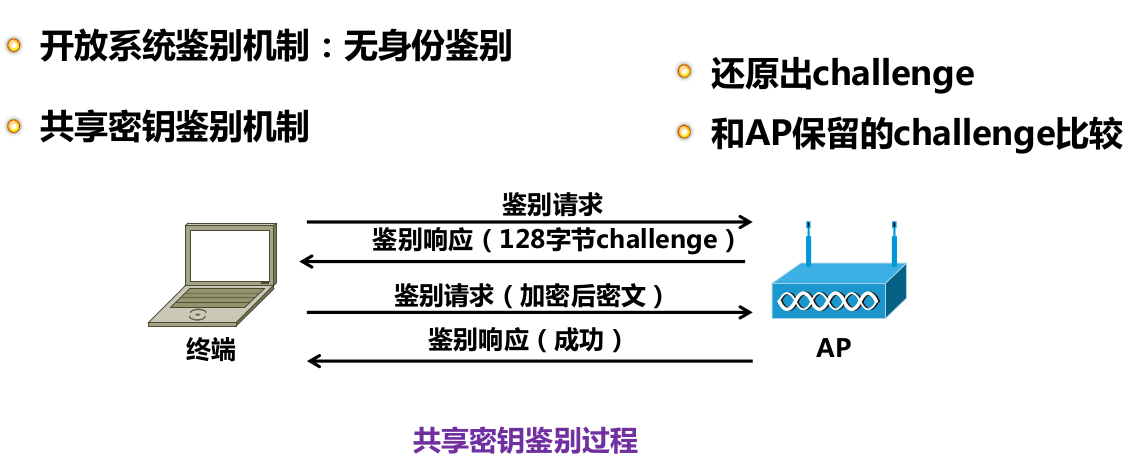 开放系统鉴别机制：无身份鉴别
共享密钥鉴别机制
还原出challenge
和AP保留的challenge比较
鉴别请求
鉴别响应（128字节challenge）
鉴别请求（加密后密文）
鉴别响应（成功）
终端
AP
共享密钥鉴别过程